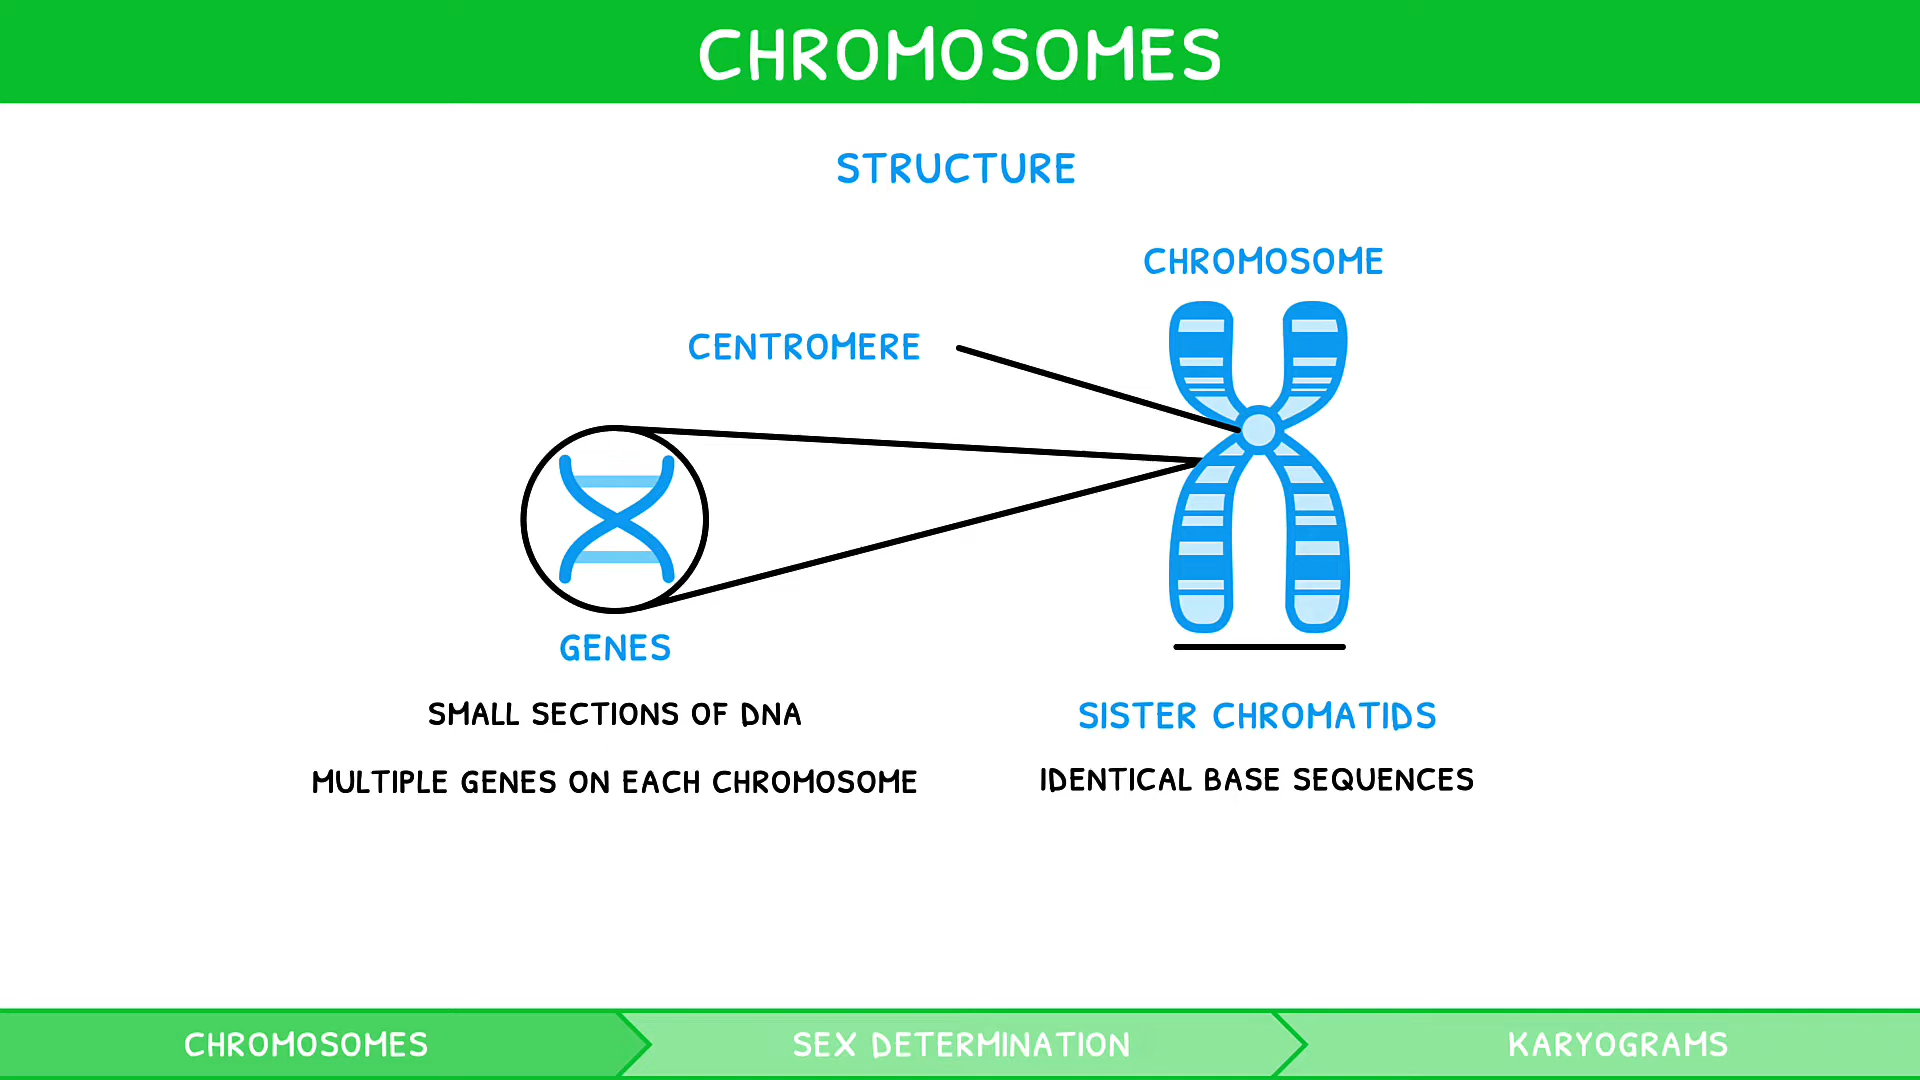 CHROMOSOMES
STRUCTURE
CHROMOSOME
CENTROMERE
GENES
SMALL SECTIONS OF DNA
MULTIPLE GENES ON EACH CHROMOSOME
SISTER CHROMATIDS
IDENTICAL BASE SEQUENCES
CHROMOSOMES
SEX DETERMINATION
KARYOGRAMS